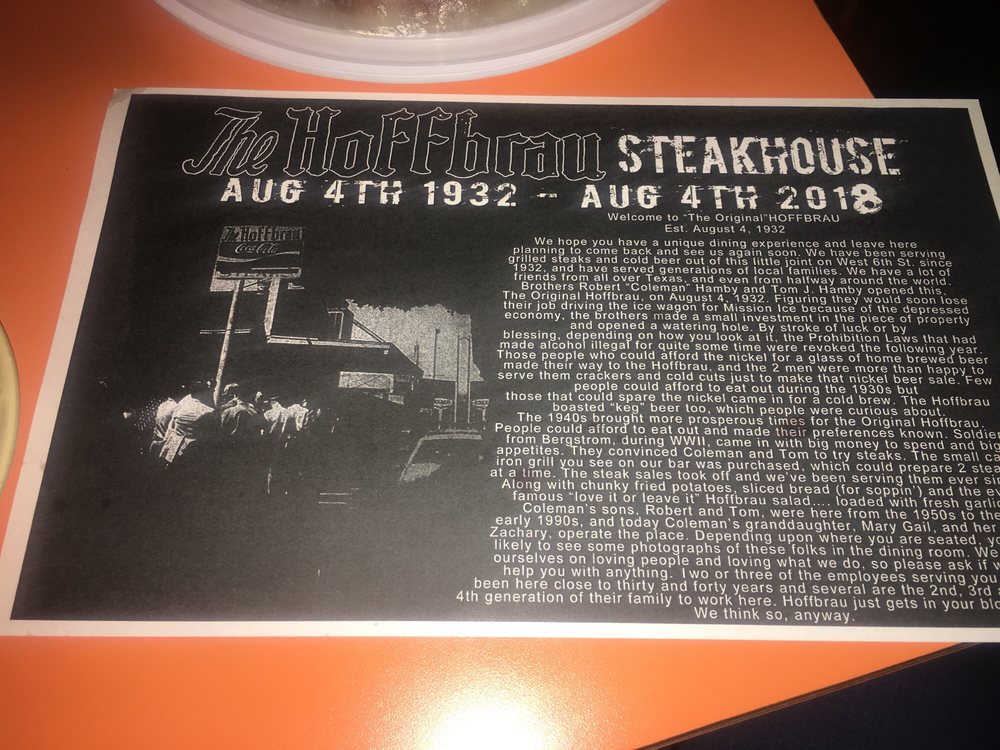 The Hoffbrau STEAKHOUSE
AUG 4TH 1932 -- AUG 4TH 2018
Welcome to "The Original"HOFFBRAU
Est. August 4, 1932
The Hoffbrau
Coca-Cola
We hope you have a unique dining experience and leave here
planning to come back and see us again soon. We have been serving
grilled steaks and cold beer out of this little joint on West 6th St. since
1932, and have served generations of local families. We have a lot of
friends from all over Texas, and even from halfway around the world.
Brothers Robert "Coleman" Hamby and Tom J. Hamby opened this,
The Original Hoffbrau, on August 4, 1932. Figuring they would soon lose
their job driving the ice wagon for Mission Ice because of the depressed
economy, the brothers made a small investment in the piece of property
and opened a watering hole. By stroke of luck or by
blessing, depending on how you look at it, the Prohibition Laws that had
made alcohol illegal for quite some time were revoked the following year.
Those people who could afford the nickel for a glass of home brewed beer
made their way to the Hoffbrau, and the 2 men were more than happy to
serve them crackers and cold cuts just to make that nickel beer sale. Few
people could afford to eat out during the 1930s but
those that could spare the nickel came in for a cold brew. The Hoffbrau
boasted "keg" beer too, which people were curious about.
The 1940s brought more prosperous times for the Original Hoffbrau.
People could afford to eat out and made their preferences known. Soldier
from Bergstrom, during WWII, came in with big money to spend and big
appetites. They convinced Coleman and Tom to try steaks. The small ca
iron grill you see on our bar was purchased, which could prepare 2 stea
at a time. The steak sales took off and we've been serving them ever sin
Along with chunky fried potatoes, sliced bread (for soppin') and the ev
famous "love it or leave it" Hoffbrau salad... loaded with fresh garlic
Coleman's sons, Robert and Tom, were here from the 1950s to the
early 1990s, and today Coleman's granddaughter, Mary Gail, and her
Zachary, operate the place. Depending upon where you are seated, yo
likely to see some photographs of these folks in the dining room. We
ourselves on loving people and loving what we do, so please ask if w
help you with anything. Two or three of the employees serving you
been here close to thirty and forty years and several are the 2nd, 3rd
4th generation of their family to work here. Hoffbrau just gets in your blo
We think so, anyway.